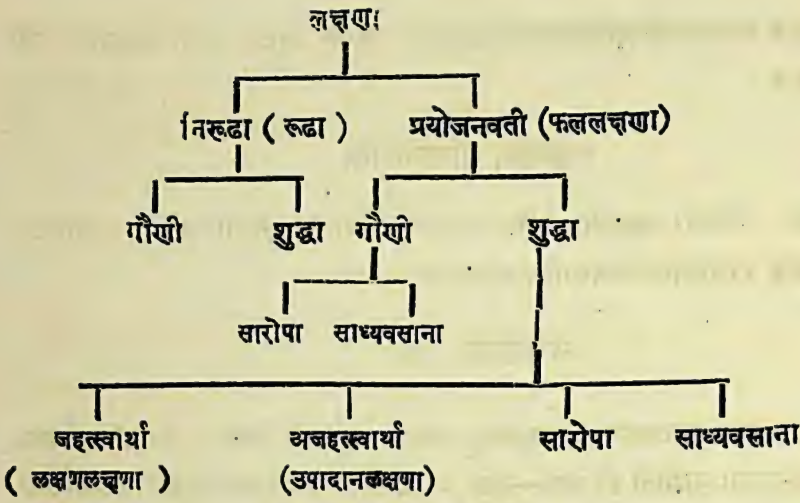 लक्षणा
निरूढा ( रूढा ) प्रयोजनवती (फललक्षणा)
गौणी शुद्धा गौणी शुद्धा
सारोपा साध्यवसाना
जहत्स्वार्था अजहत्स्वार्था सारोपा साध्यवसाना
( लक्षणलक्षणा ) (उपादानलक्षणा)